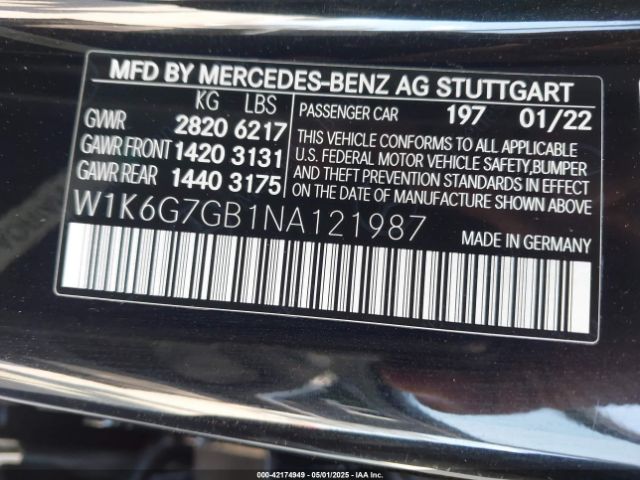 MFD BY MERCEDES-BENZ AG STUTTGART
KG LBS
GVWR 2820 6217
GAWR FRONT 1420 3131
GAWR REAR 1440 3175
PASSENGER CAR 197 01/22
THIS VEHICLE CONFORMS TO ALL APPLICABLE
U.S. FEDERAL MOTOR VEHICLE SAFETY,BUMPER
AND THEFT PREVENTION STANDARDS IN EFFECT
ON THE DATE OF MANUFACTURE SHOWN ABOVE.
W1K6G7GB1NA121987
MADE IN GERMANY
000-42174949 - 05/01/2025 - IAA Inc.